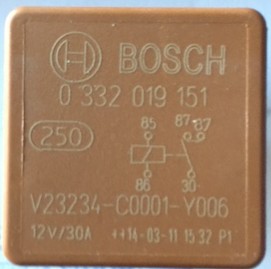 BOSCH
0 332 019 151
250
85 87 87
86 30
V23234-C0001-Y006
12V/30A ++14-03-11 15 32 P1